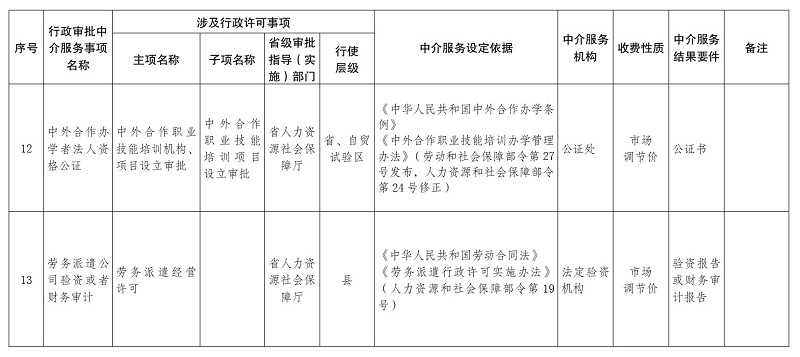 序号
行政审批中
介服务事项
名称
涉及行政许可事项
主项名称
子项名称
省级审批
指导（实
施）部门
行使
层级
中介服务设定依据
中介服务
机构
收费性质
中介服务
结果要件
备注
12
中外合作办
学者法人资
格公证
中外合作职业
技能培训机构、
项目设立审批
中外合作
职业技能
培训项目
设立审批
省人力资
源社会保
障厅
省、自贸
试验区
《中华人民共和国中外合作办学条
例》
《中外合作职业技能培训办学管理
办法》（劳动和社会保障部令第27
号发布，人力资源和社会保障部令
第24号修正）
公证处
市场
调节价
公证书
13
劳务派遣公
司验资或者
财务审计
劳务派遣经营
许可
省人力资
源社会保
障厅
县
《中华人民共和国劳动合同法》
《劳务派遣行政许可实施办法》
（人力资源和社会保障部令第19
号）
法定验资
机构
市场
调节价
验资报告
或财务审
计报告